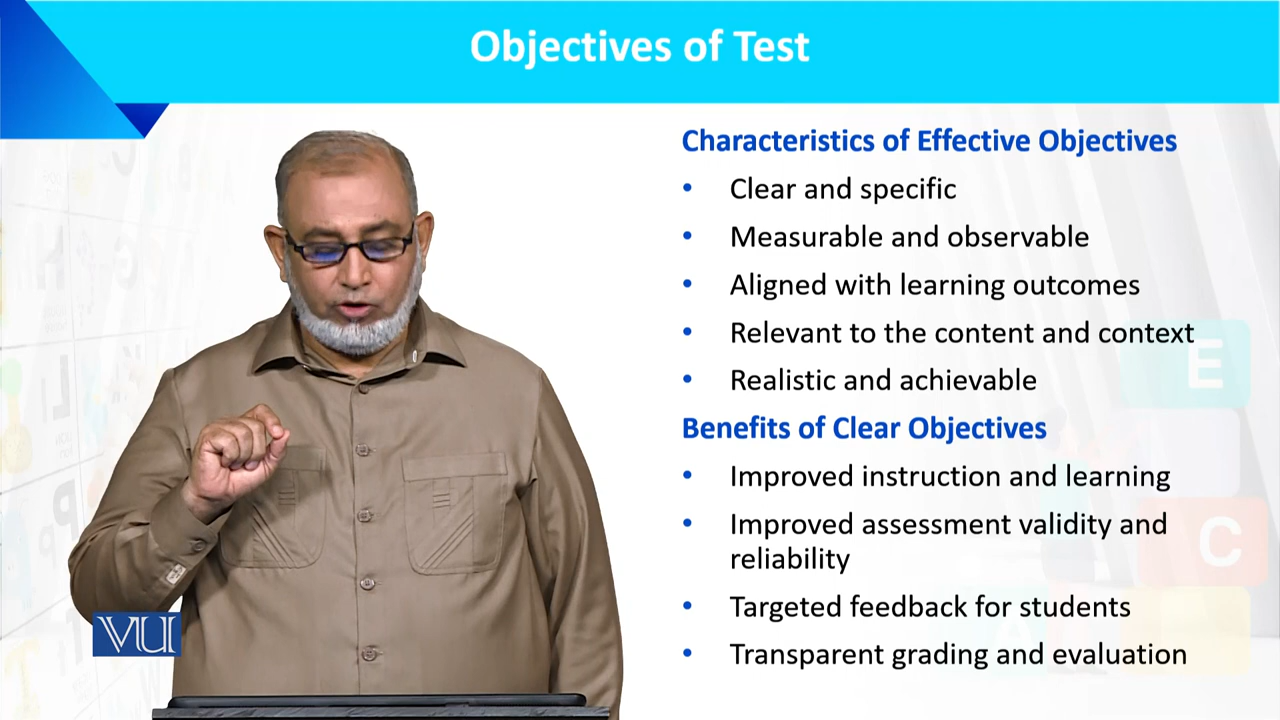 Objectives of Test
Characteristics of Effective Objectives
• Clear and specific
• Measurable and observable
• Aligned with learning outcomes
• Relevant to the content and context
• Realistic and achievable
Benefits of Clear Objectives
• Improved instruction and learning
• Improved assessment validity and
reliability
• Targeted feedback for students
• Transparent grading and evaluation
VU
E
C